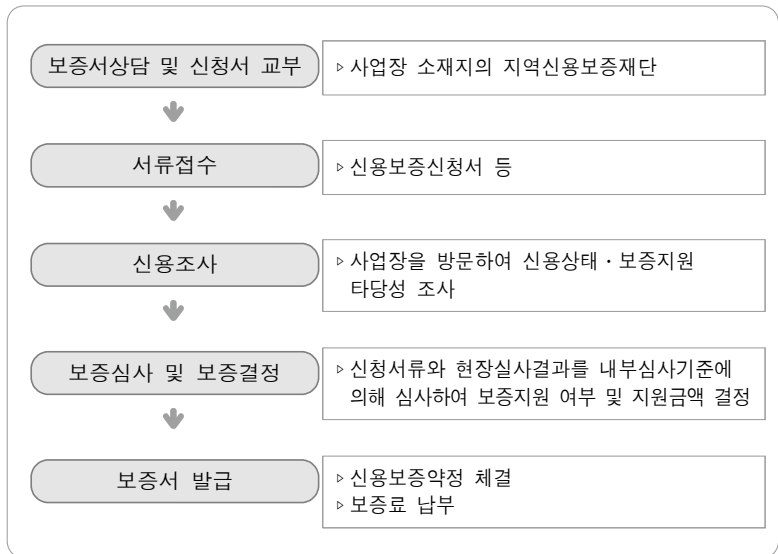 보증서상담 및 신청서 교부
▹사업장 소재지의 지역신용보증재단
서류접수
▹신용보증신청서 등
신용조사
▹사업장을 방문하여 신용상태·보증지원
타당성 조사
보증심사 및 보증결정
▹신청서류와 현장실사결과를 내부심사기준에
의해 심사하여 보증지원 여부 및 지원금액 결정
보증서 발급
▹신용보증약정 체결
▹보증료 납부